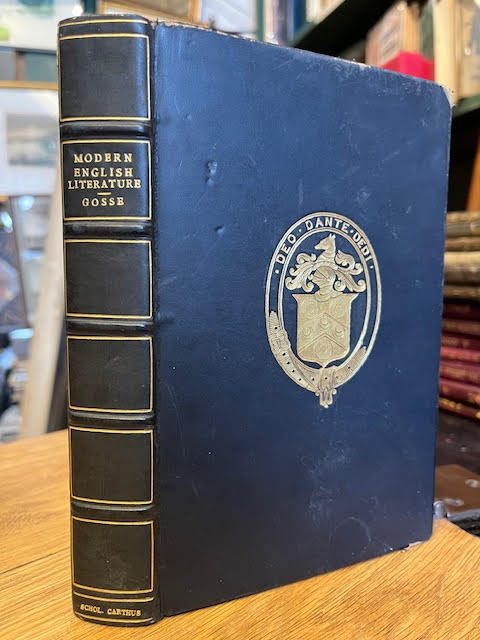 MODERN
ENGLISH
LITERATURE
GOSSE
SCHOL. CARTHUS
· DEO · DANTE · DEDI ·